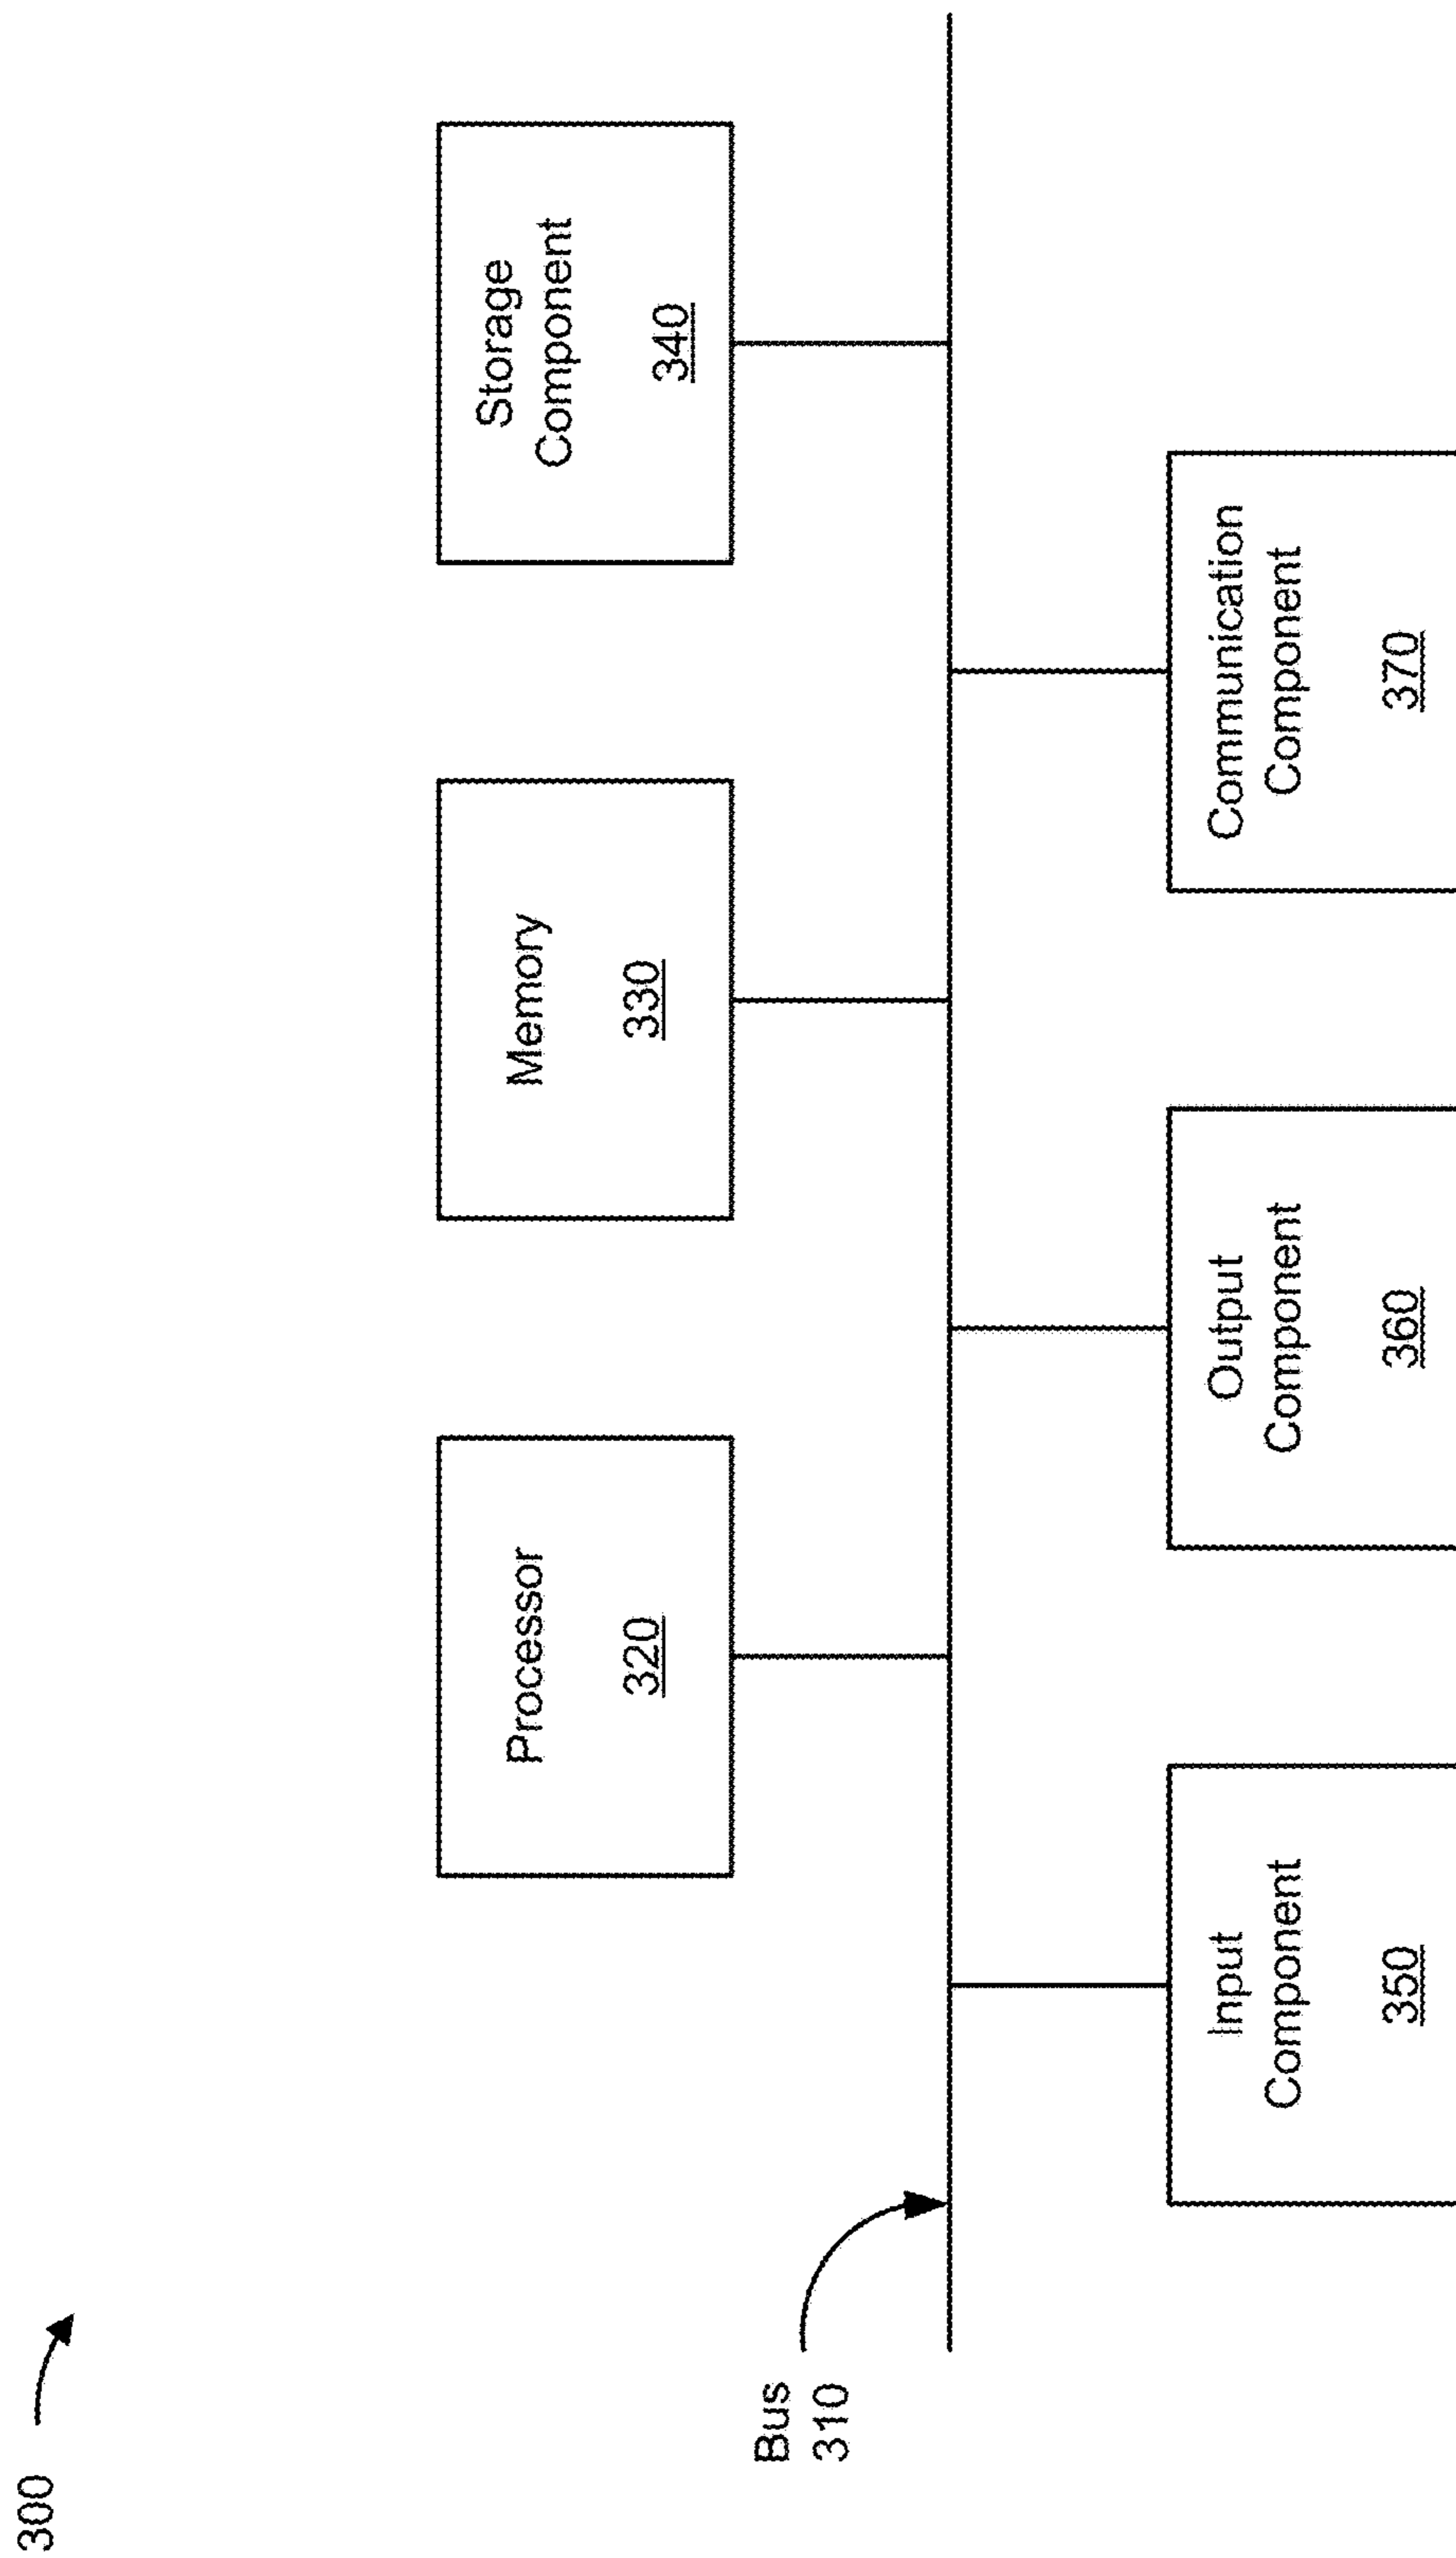 300
Processor
320
Memory
330
Storage
Component
340
Bus
310
Input
Component
350
Output
Component
360
Communication
Component
370